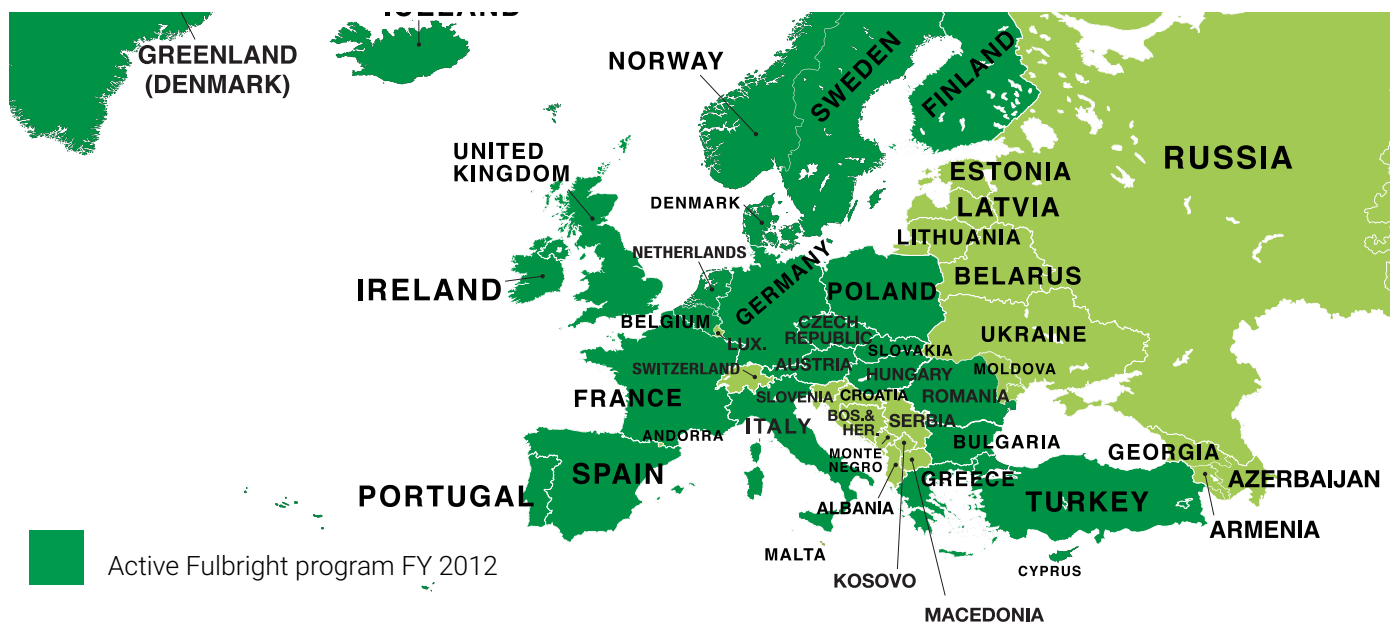 ICELAND
GREENLAND
(DENMARK)
NORWAY
SWEDEN
FINLAND
UNITED
KINGDOM
RUSSIA
ESTONIA
LATVIA
DENMARK
LITHUANIA
NETHERLANDS
BELARUS
IRELAND
GERMANY
POLAND
BELGIUM
CZECH
REPUBLIC
UKRAINE
LUX.
SLOVAKIA
SWITZERLAND
AUSTRIA
HUNGARY
MOLDOVA
FRANCE
SLOVENIA
CROATIA
ROMANIA
BOS.&
HER.
SERBIA
ITALY
ANDORRA
BULGARIA
MONTE
NEGRO
GEORGIA
SPAIN
PORTUGAL
GREECE
AZERBAIJAN
TURKEY
ALBANIA
ARMENIA
MALTA
CYPRUS
KOSOVO
MACEDONIA
Active Fulbright program FY 2012